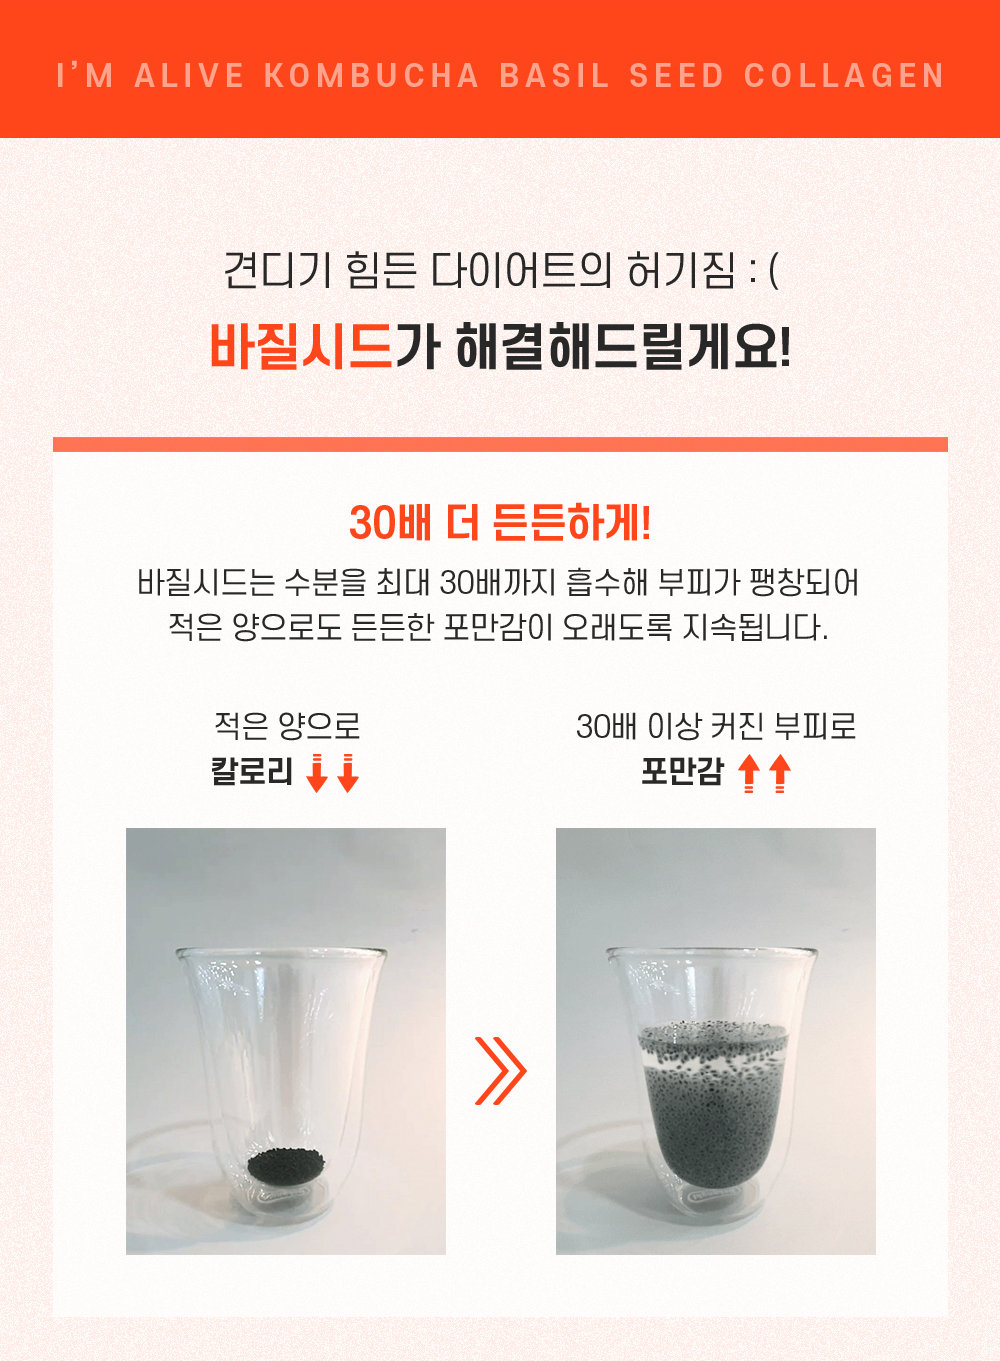 I'M ALIVE KOMBUCHA BASIL SEED COLLAGEN
견디기 힘든 다이어트의 허기짐 : (
바질시드가 해결해드릴게요!
30배 더 든든하게!
바질시드는 수분을 최대 30배까지 흡수해 부피가 팽창되어
적은 양으로도 든든한 포만감이 오래도록 지속됩니다.
적은 양으로
칼로리
30배 이상 커진 부피로
포만감